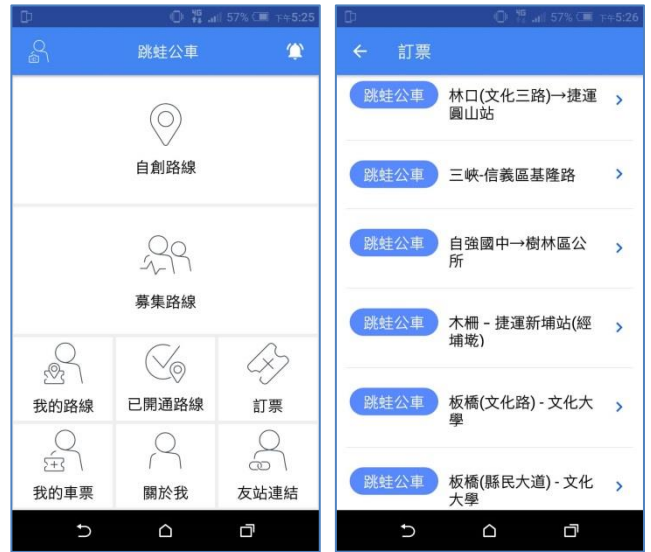 4G 57% 下午5:25
跳蛙公車
自創路線
募集路線
我的路線
已開通路線
訂票
我的車票
關於我
友站連結
4G 57% 下午5:26
訂票
跳蛙公車
林口(文化三路)→捷運
圓山站
跳蛙公車
三峽-信義區基隆路
跳蛙公車
自強國中→樹林區公
所
跳蛙公車
木柵 - 捷運新埔站(經
埔墘)
跳蛙公車
板橋(文化路) - 文化大
學
跳蛙公車
板橋(縣民大道) - 文化
大學